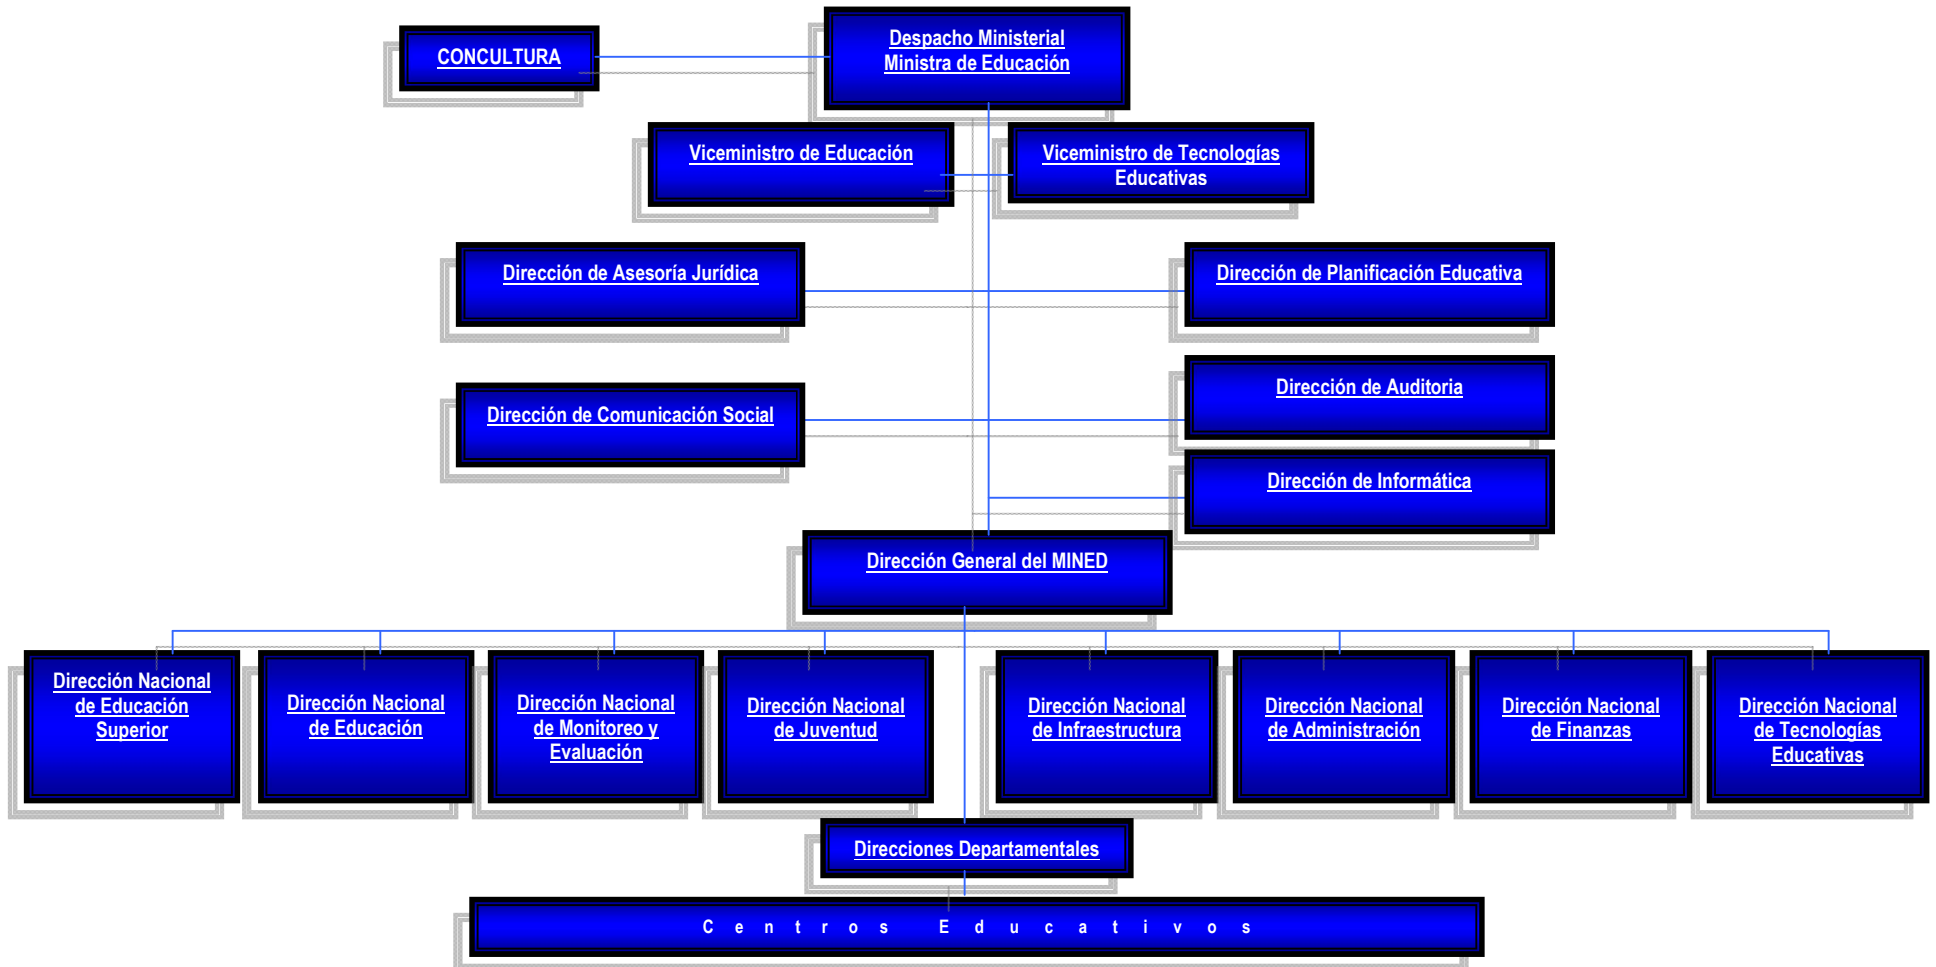 CONCULTURA
Despacho Ministerial
Ministra de Educación
Viceministro de Educación
Viceministro de Tecnologías
Educativas
Dirección de Asesoría Jurídica
Dirección de Planificación Educativa
Dirección de Auditoria
Dirección de Comunicación Social
Dirección de Informática
Dirección General del MINED
Dirección Nacional
de Educación
Superior
Dirección Nacional
de Educación
Dirección Nacional
de Monitoreo y
Evaluación
Dirección Nacional
de Juventud
Dirección Nacional
de Infraestructura
Dirección Nacional
de Administración
Dirección Nacional
de Finanzas
Dirección Nacional
de Tecnologías
Educativas
Direcciones Departamentales
Centros Educativos